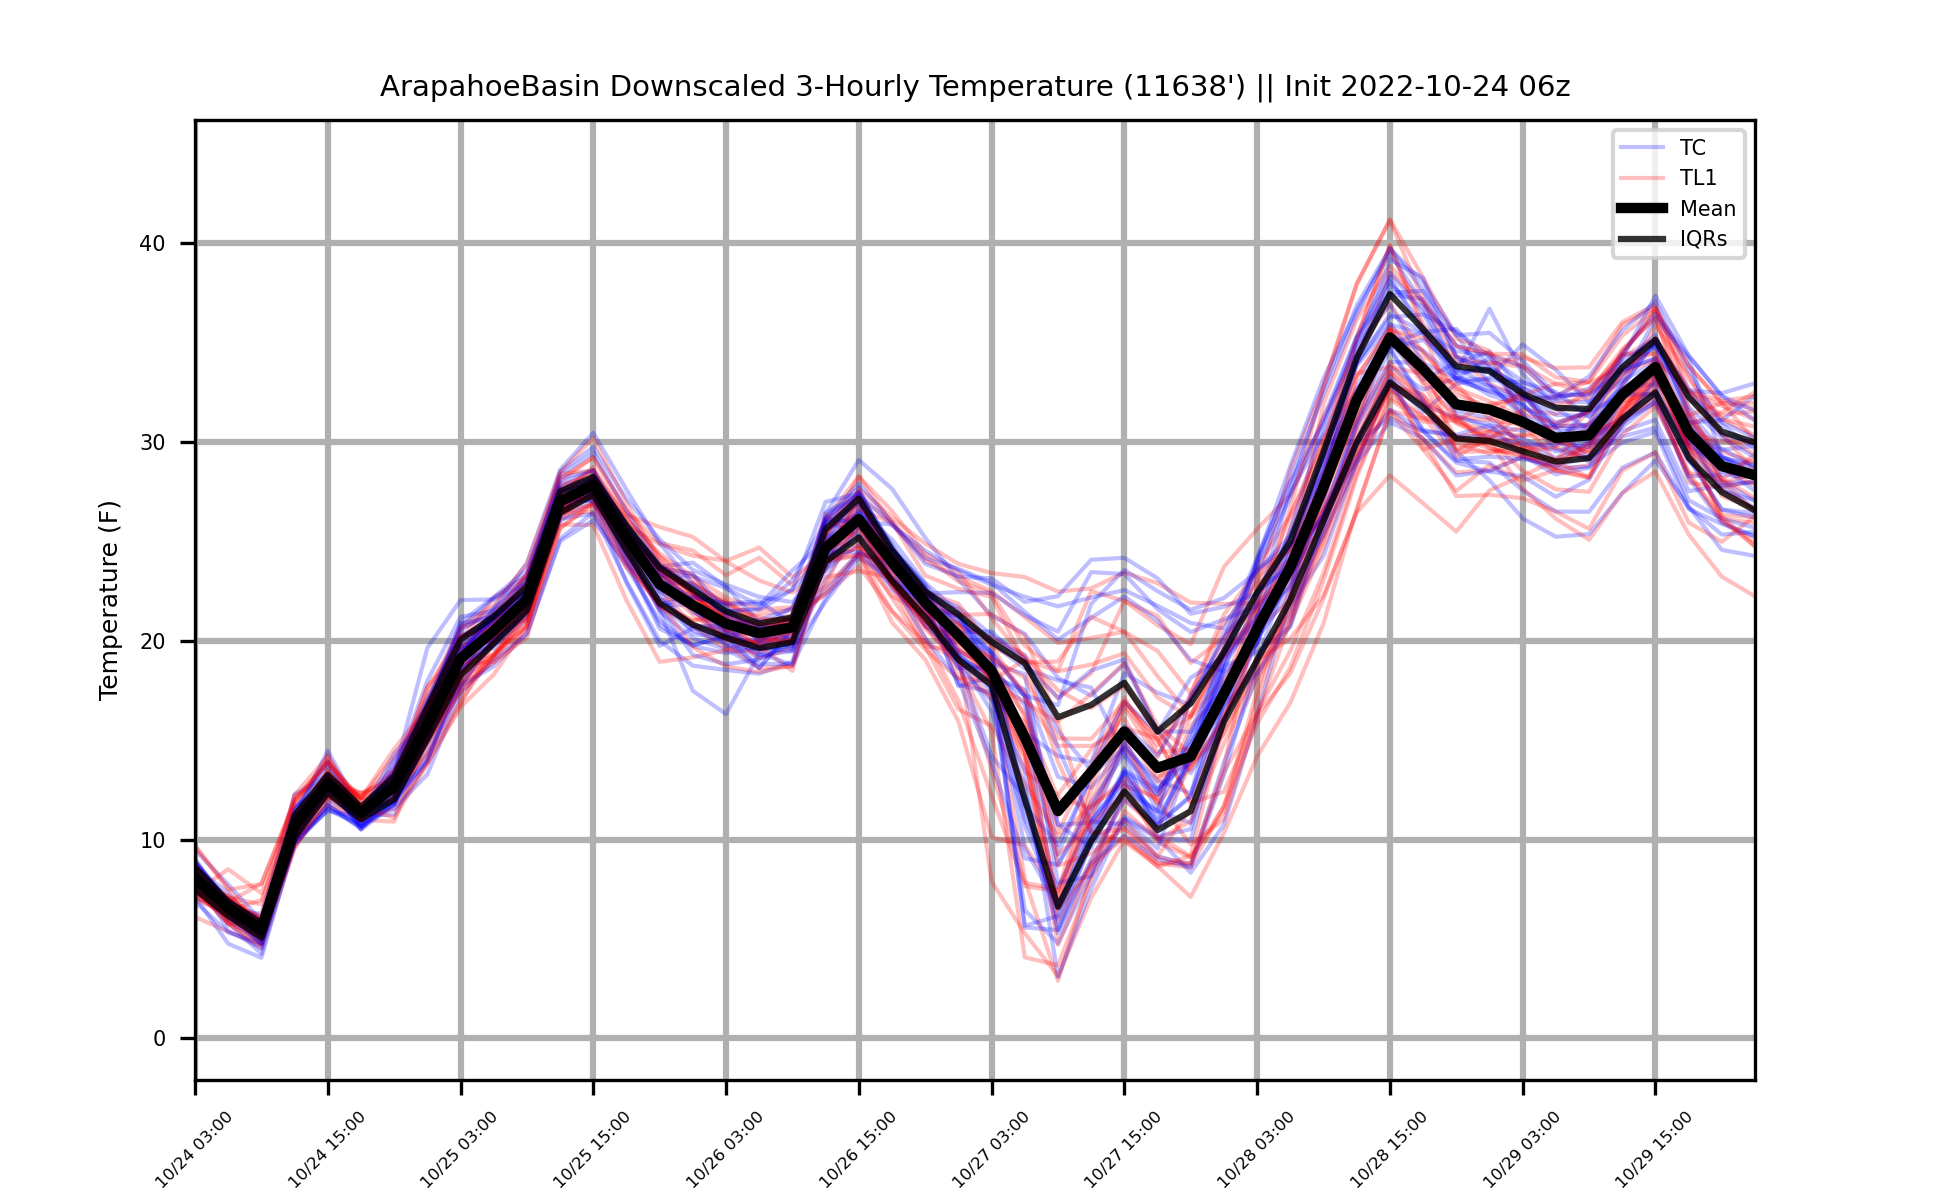 ArapahoeBasin Downscaled 3-Hourly Temperature (11638') || Init 2022-10-24 06z
TC
TL1
Mean
IQRs
Temperature (F)
40
30
20
10
0
10/24 03:00
10/24 15:00
10/25 03:00
10/25 15:00
10/26 03:00
10/26 15:00
10/27 03:00
10/27 15:00
10/28 03:00
10/28 15:00
10/29 03:00
10/29 15:00